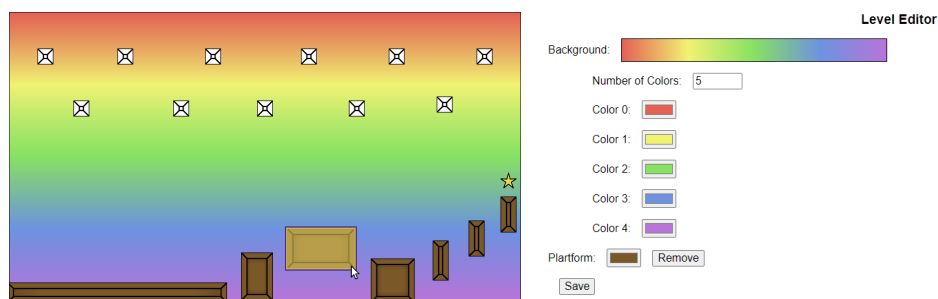 Level Editor
Background:
Number of Colors: 5
Color 0:
Color 1:
Color 2:
Color 3:
Color 4:
Plartform: Remove
Save